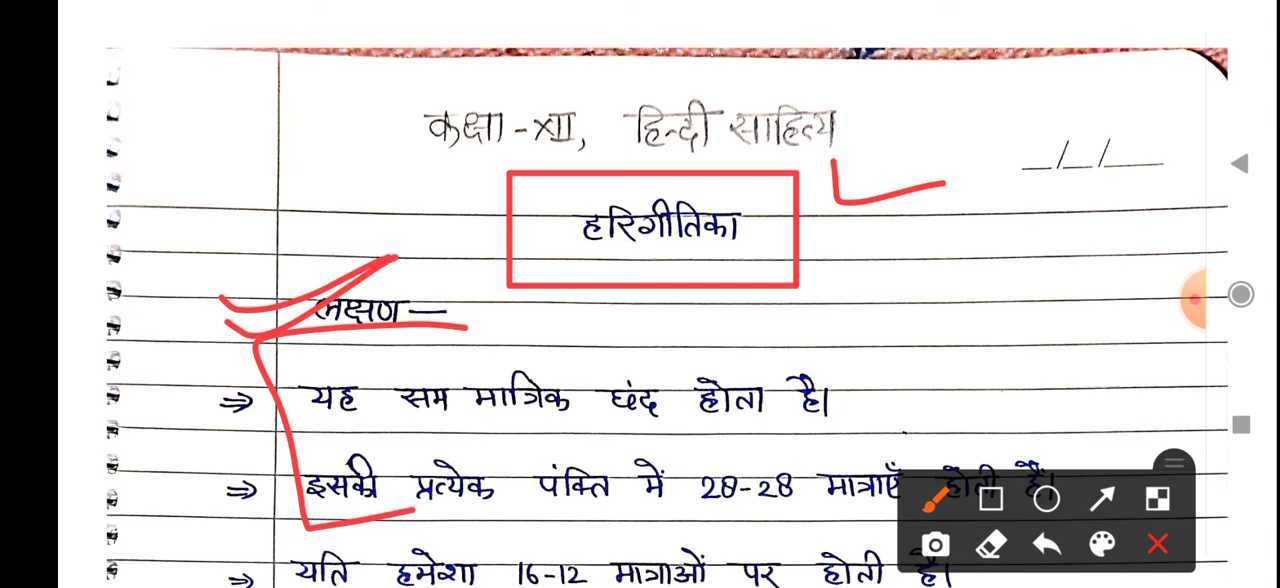 कक्षा-XII, हिन्दी साहित्य
_/_/_
हरिगीतिका
लक्षण—
⇒ यह सम मात्रिक छंद होता है।
⇒ इसकी प्रत्येक पंक्ति में 28-28 मात्राएँ होती हैं।
⇒ यति हमेशा 16-12 मात्राओं पर होती है।